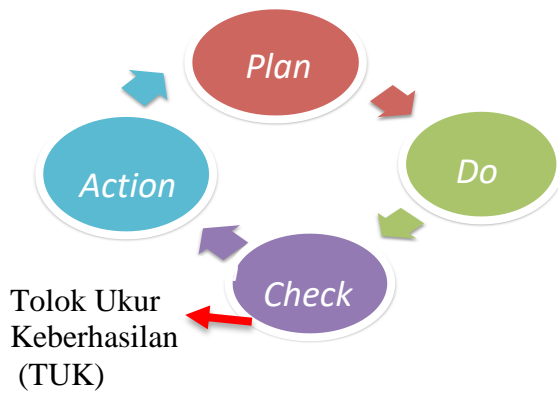 Plan
Do
Check
Action
Tolok Ukur
Keberhasilan
(TUK)